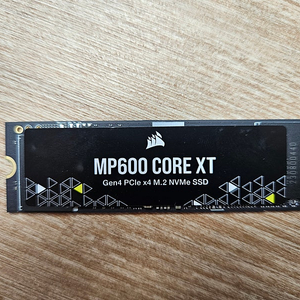 MP600 CORE XT
Gen4 PCIe x4 M.2 NVMe SSD